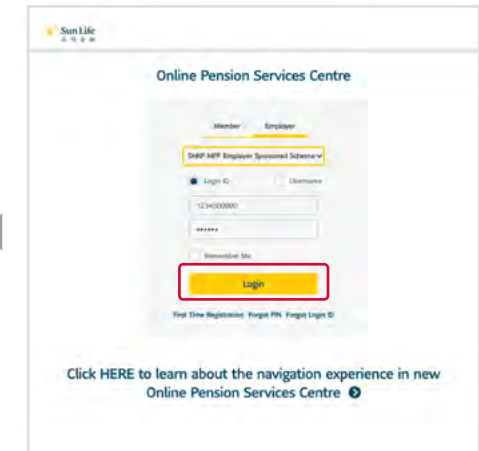 Sun Life
Online Pension Services Centre
Member Employer
SHKP MPF Employer Sponsored Scheme
Login ID Username
1234500000
••••••
Remember Me
Login
First Time Registration Forgot PIN Forgot Login ID
Click HERE to learn about the navigation experience in new
Online Pension Services Centre